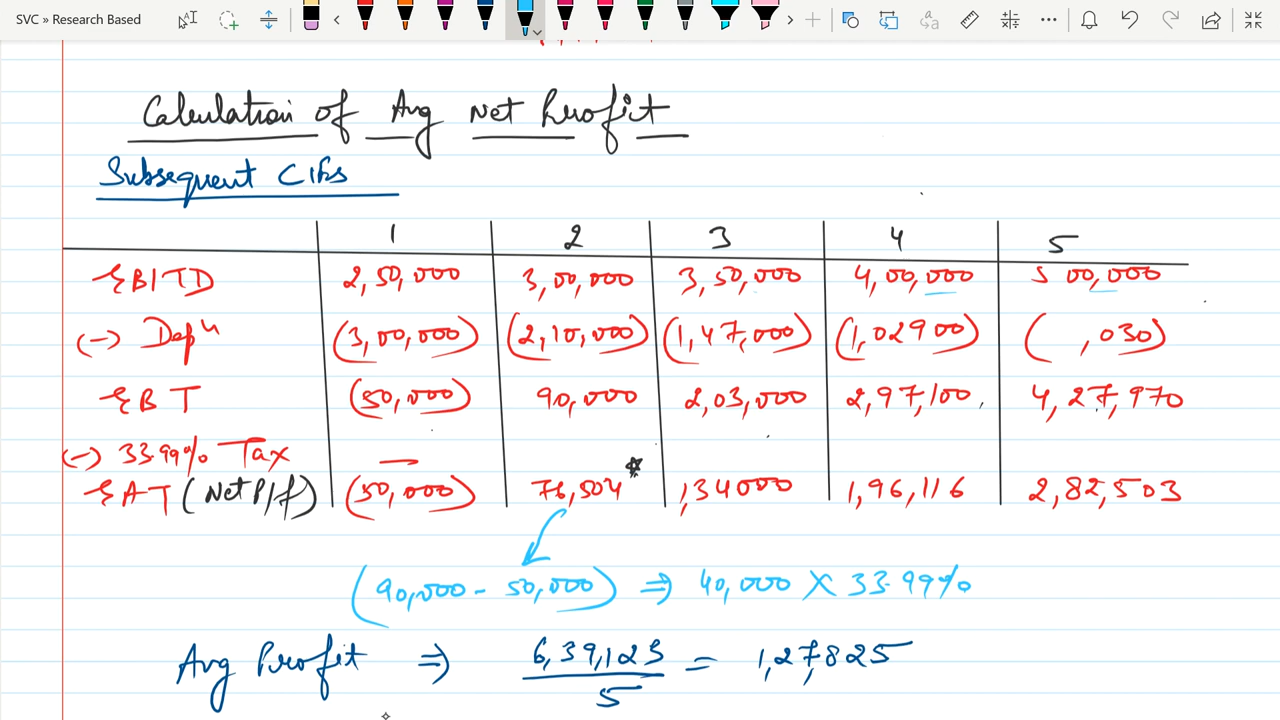 SVC » Research Based
Calculation of Avg Net Profit
Subsequent CIFs
1 2 3 4 5
EBITD 2,50,000 3,00,000 3,50,000 4,00,000 5 00,000
(-) Depn (3,00,000) (2,10,000) (1,47,000) (1,02900) ( ,030)
EBT (50,000) 90,000 2,03,000 2,97,100 4,27,970
(-) 33.99% Tax —
EAT (Net P/f) (50,000) 76,504* 1,34000 1,96,116 2,82,503
(90,000 - 50,000) ⇒ 40,000 X 33.99%
Avg Profit ⇒ 6,39,123 = 1,27,825
5